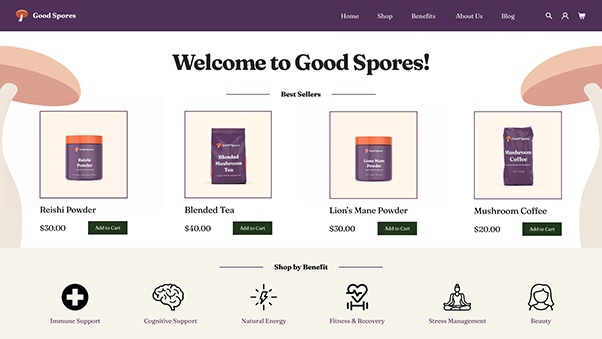 Good Spores
Home Shop Benefits About Us Blog
Welcome to Good Spores!
Best Sellers
Good Spores
Reishi
Powder
Good Spores
Blended
Mushroom
Tea
Good Spores
Lion's Mane
Powder
Good Spores
Mushroom
Coffee
Reishi Powder
$30.00 Add to Cart
Blended Tea
$40.00 Add to Cart
Lion's Mane Powder
$30.00 Add to Cart
Mushroom Coffee
$20.00 Add to Cart
Shop by Benefit
Immune Support
Cognitive Support
Natural Energy
Fitness & Recovery
Stress Management
Beauty